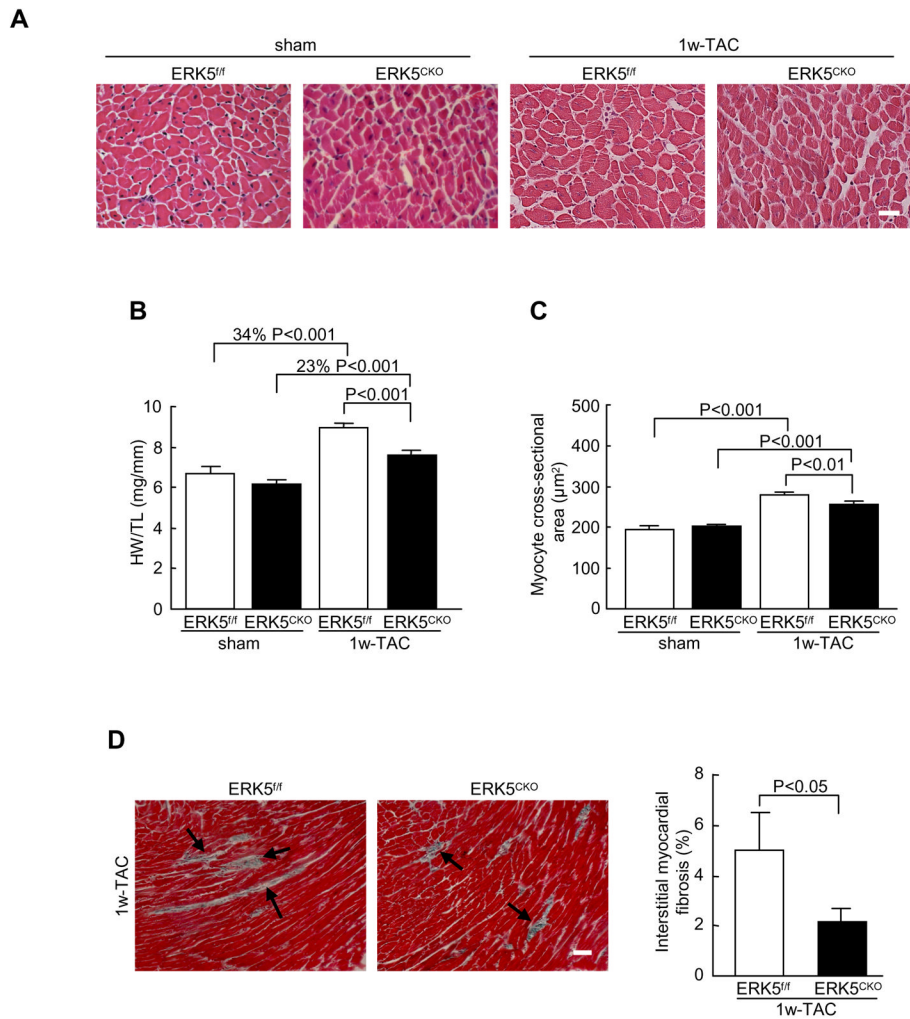 A
sham 1w-TAC
ERK5f/f ERK5CKO ERK5f/f ERK5CKO
B
34% P<0.001
23% P<0.001
P<0.001
HW/TL (mg/mm)
10
8
6
4
2
0
ERK5f/f ERK5CKO ERK5f/f ERK5CKO
sham 1w-TAC
C
P<0.001
P<0.001
P<0.01
Myocyte cross-sectional
area (µm²)
500
400
300
200
100
0
ERK5f/f ERK5CKO ERK5f/f ERK5CKO
sham 1w-TAC
D
ERK5f/f ERK5CKO
1w-TAC
P<0.05
Interstitial myocardial
fibrosis (%)
8
6
4
2
0
ERK5f/f ERK5CKO
1w-TAC